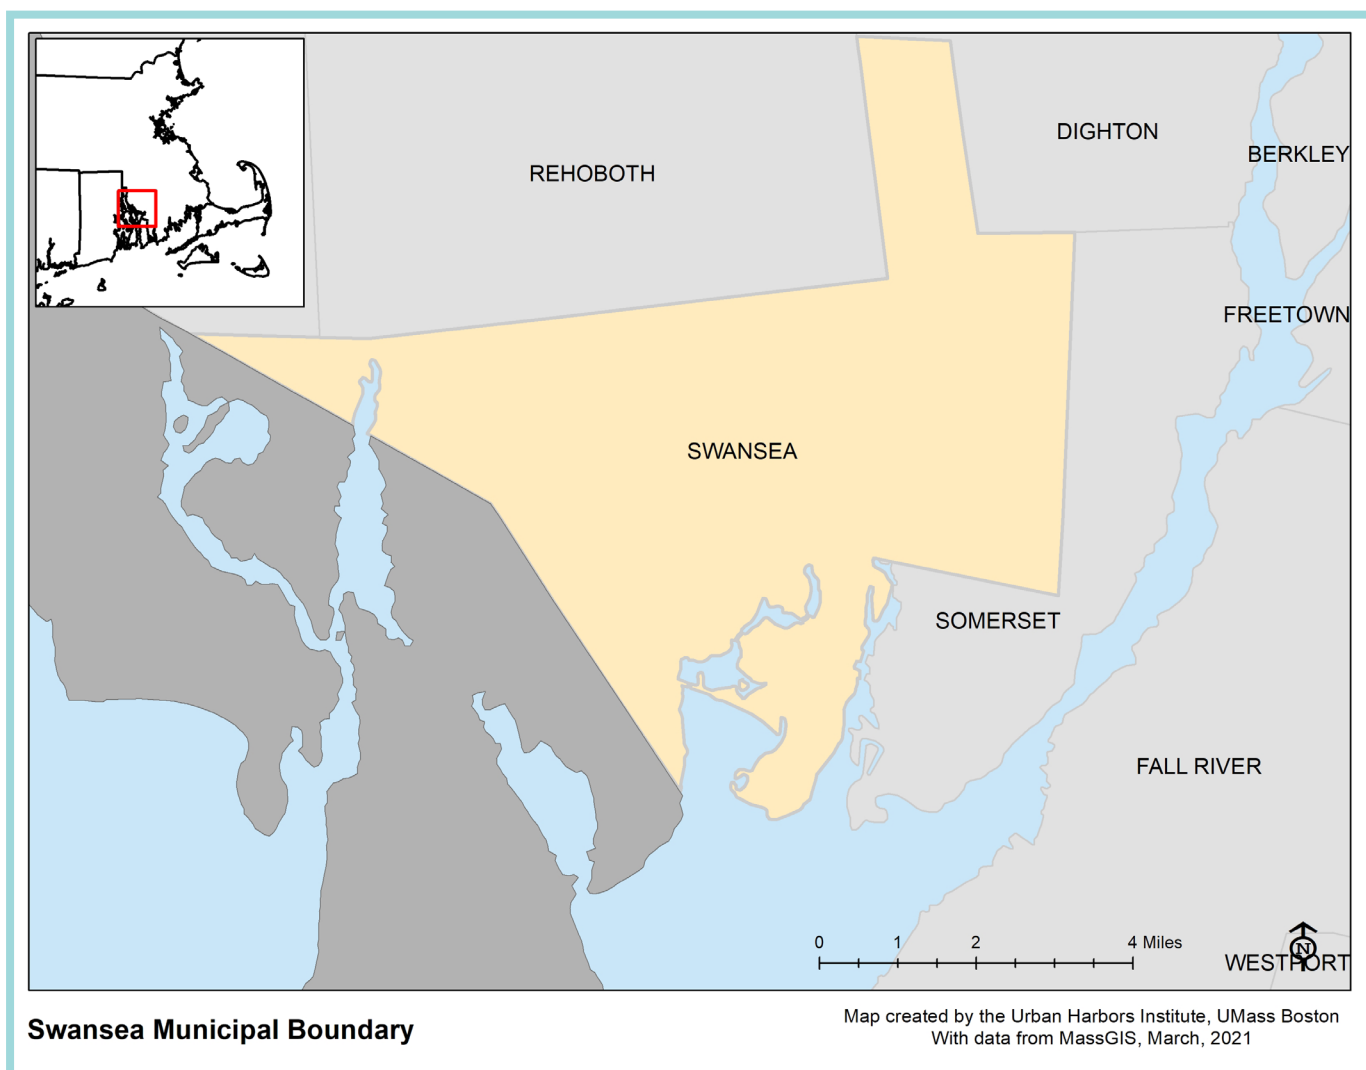 DIGHTON
BERKLEY
REHOBOTH
FREETOWN
SWANSEA
SOMERSET
FALL RIVER
0 1 2 4 Miles
N
WESTPORT
Swansea Municipal Boundary
Map created by the Urban Harbors Institute, UMass Boston
With data from MassGIS, March, 2021